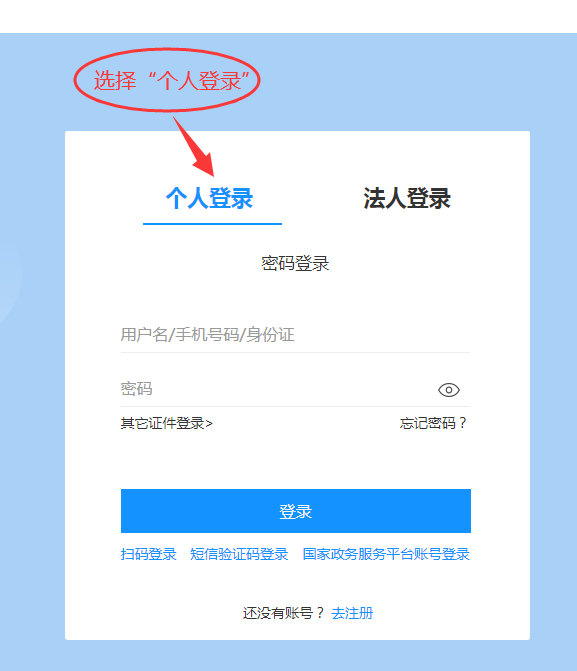 选择“个人登录”
个人登录 法人登录
密码登录
用户名/手机号码/身份证
密码
其它证件登录> 忘记密码？
登录
扫码登录 短信验证码登录 国家政务服务平台账号登录
还没有账号？去注册